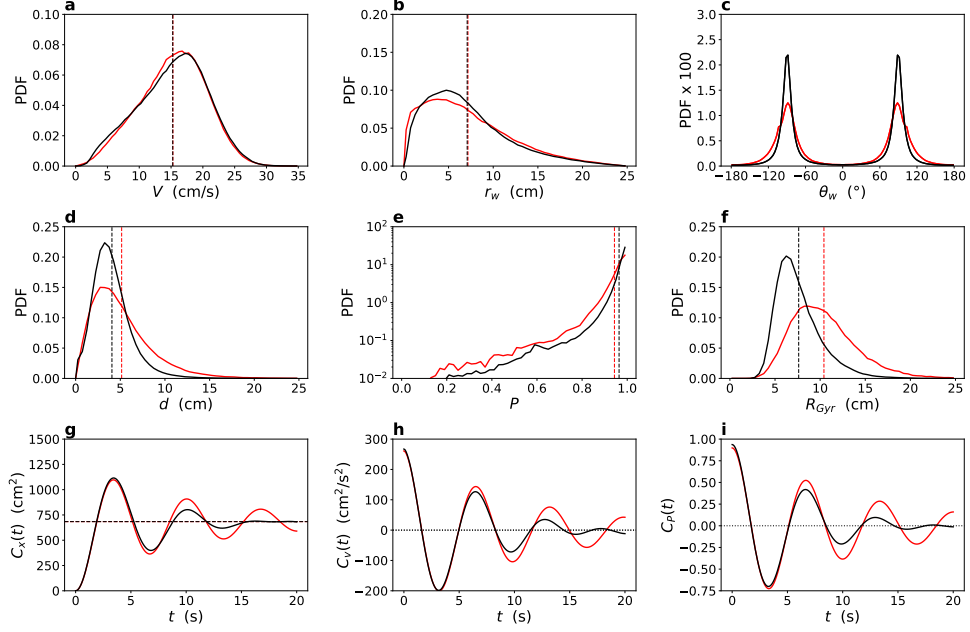 a
0.10
0.08
0.06
0.04
0.02
0.00
PDF
0 5 10 15 20 25 30 35
V (cm/s)
b
0.20
0.15
0.10
0.05
0.00
PDF
0 5 10 15 20 25
r_w (cm)
c
3.0
2.5
2.0
1.5
1.0
0.5
0.0
PDF x 100
−180 −120 −60 0 60 120 180
θ_w (°)
d
0.25
0.20
0.15
0.10
0.05
0.00
PDF
0 5 10 15 20 25
d (cm)
e
10^2
10^1
10^0
10^−1
10^−2
PDF
0.0 0.2 0.4 0.6 0.8 1.0
P
f
0.25
0.20
0.15
0.10
0.05
0.00
PDF
0 5 10 15 20 25
R_Gyr (cm)
g
1500
1250
1000
750
500
250
0
C_x(t) (cm^2)
0 5 10 15 20
t (s)
h
300
200
100
0
−100
−200
C_v(t) (cm^2/s^2)
0 5 10 15 20
t (s)
i
1.00
0.75
0.50
0.25
0.00
−0.25
−0.50
−0.75
C_P(t)
0 5 10 15 20
t (s)